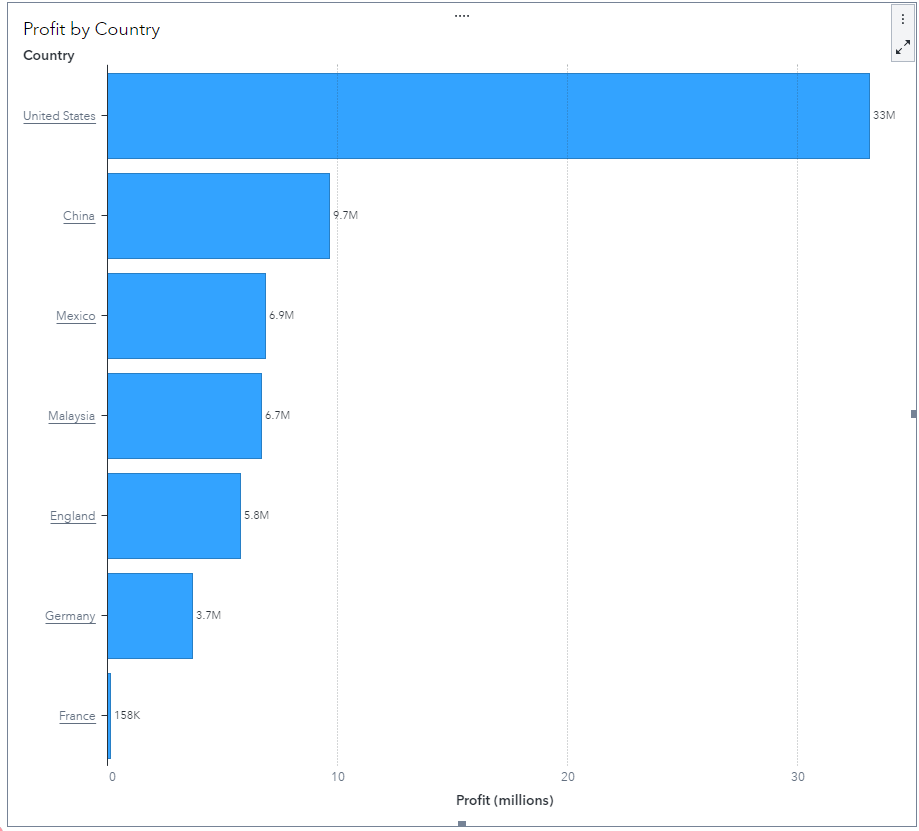 Profit by Country
Country
United States
33M
China
9.7M
Mexico
6.9M
Malaysia
6.7M
England
5.8M
Germany
3.7M
France
158K
0 10 20 30
Profit (millions)